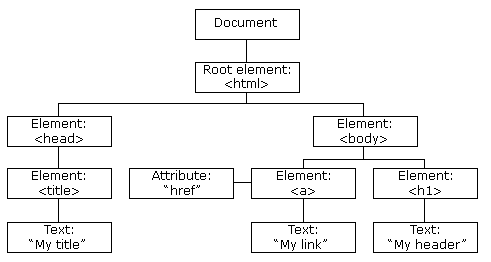 Document
Root element:
<html>
Element:
<head>
Element:
<body>
Element:
<title>
Attribute:
“href”
Element:
<a>
Element:
<h1>
Text:
“My title”
Text:
“My link”
Text:
“My header”